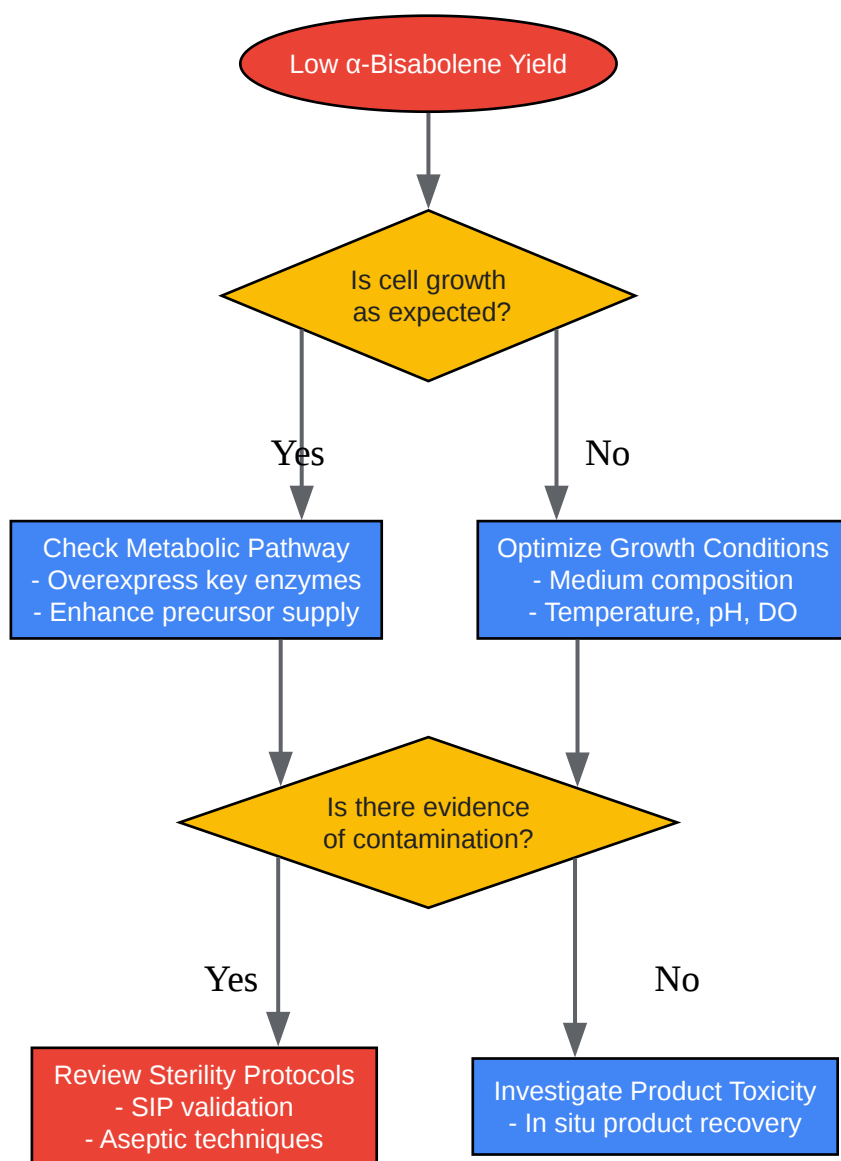 Low α-Bisabolene Yield
Is cell growth
as expected?
Yes
No
Check Metabolic Pathway
- Overexpress key enzymes
- Enhance precursor supply
Optimize Growth Conditions
- Medium composition
- Temperature, pH, DO
Is there evidence
of contamination?
Yes
No
Review Sterility Protocols
- SIP validation
- Aseptic techniques
Investigate Product Toxicity
- In situ product recovery